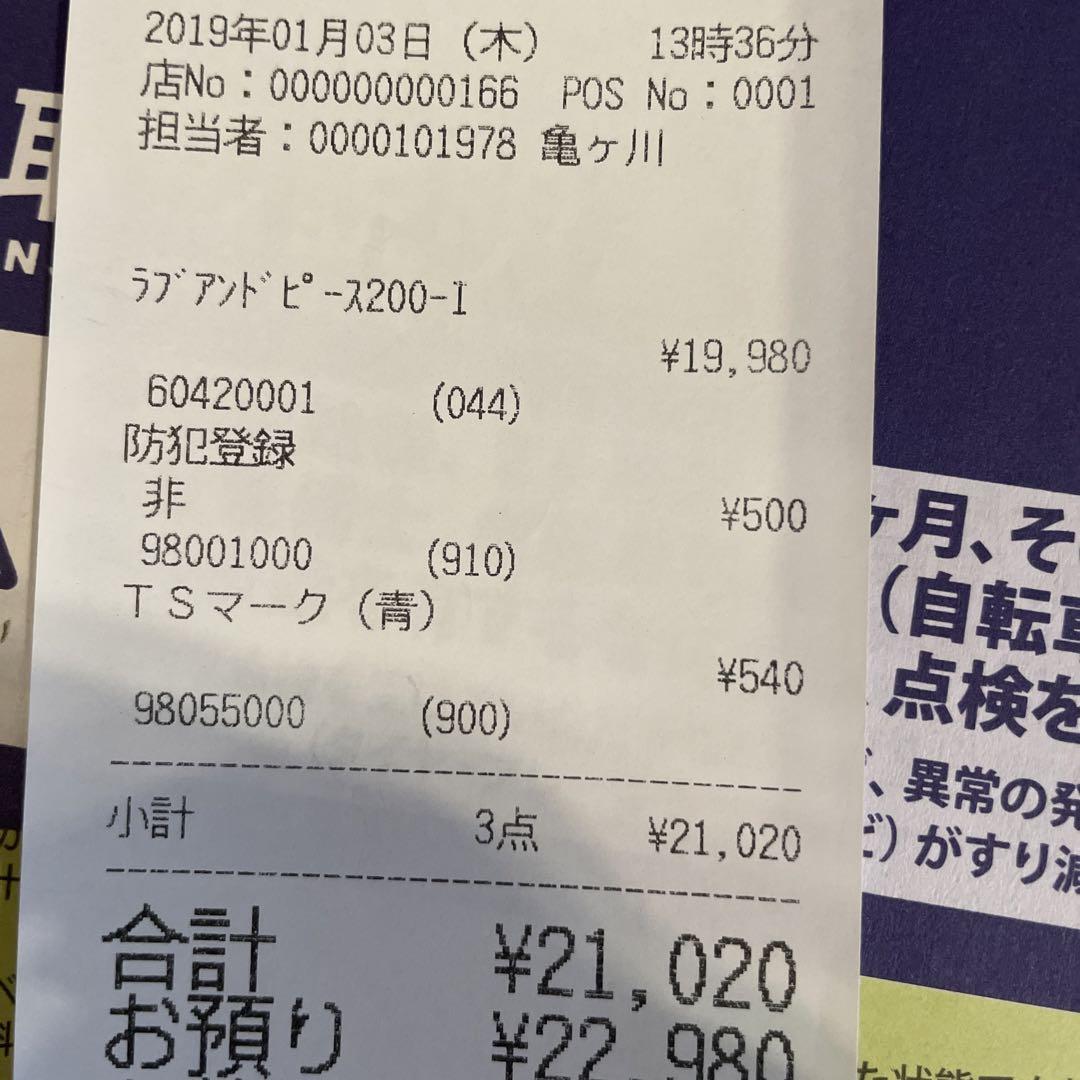 2019年01月03日（木） 13時36分
店No：000000000166 POS No：0001
担当者：0000101978 亀ヶ川
ﾗﾌﾞｱﾝﾄﾞﾋﾟｰｽ200-I
¥19,980
60420001 (044)
防犯登録
非 ¥500
98001000 (910)
ＴＳマーク（青）
¥540
98055000 (900)
小計 3点 ¥21,020
合計 ¥21,020
お預り ¥22,980
ヶ月、そ
（自転車
点検を
、異常の発
ど）がすり減